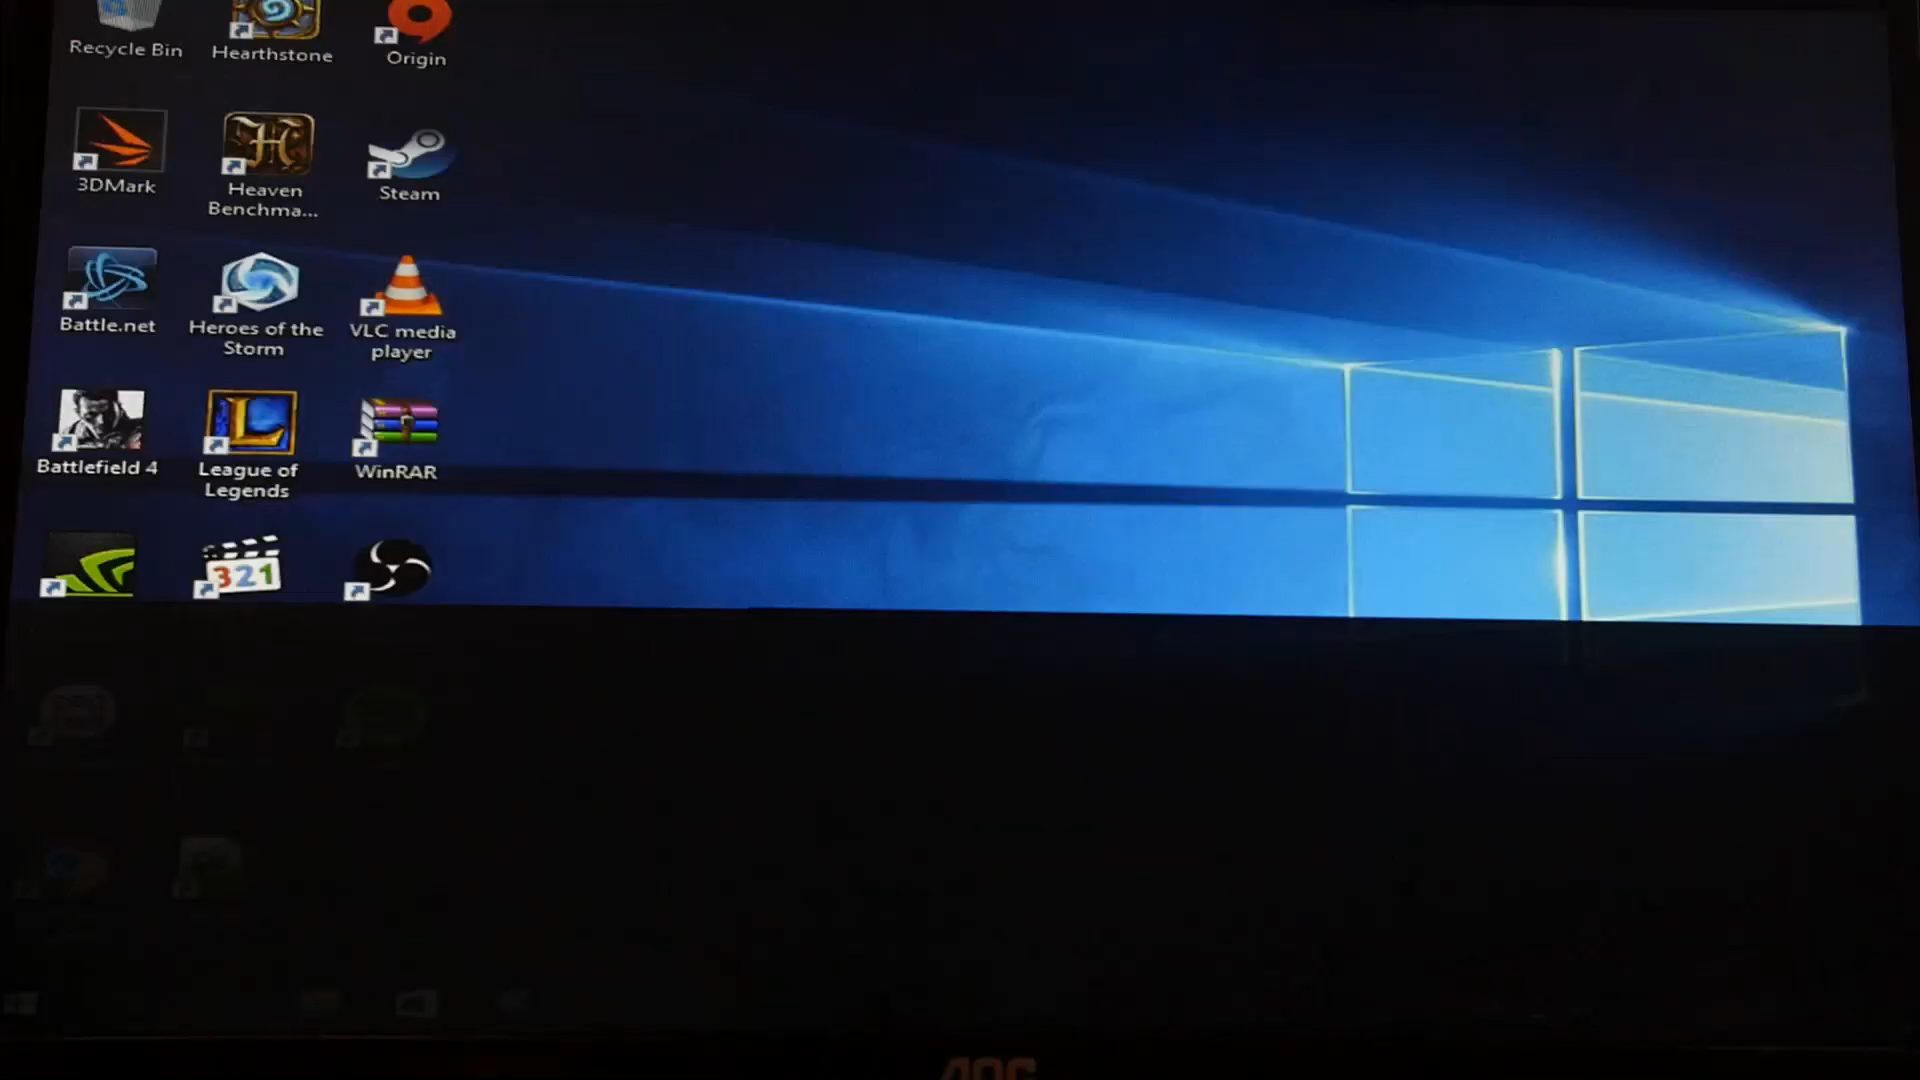 Recycle Bin
Hearthstone
Origin
3DMark
Heaven
Benchma...
Steam
Battle.net
Heroes of the
Storm
VLC media
player
Battlefield 4
League of
Legends
WinRAR
321
AOC